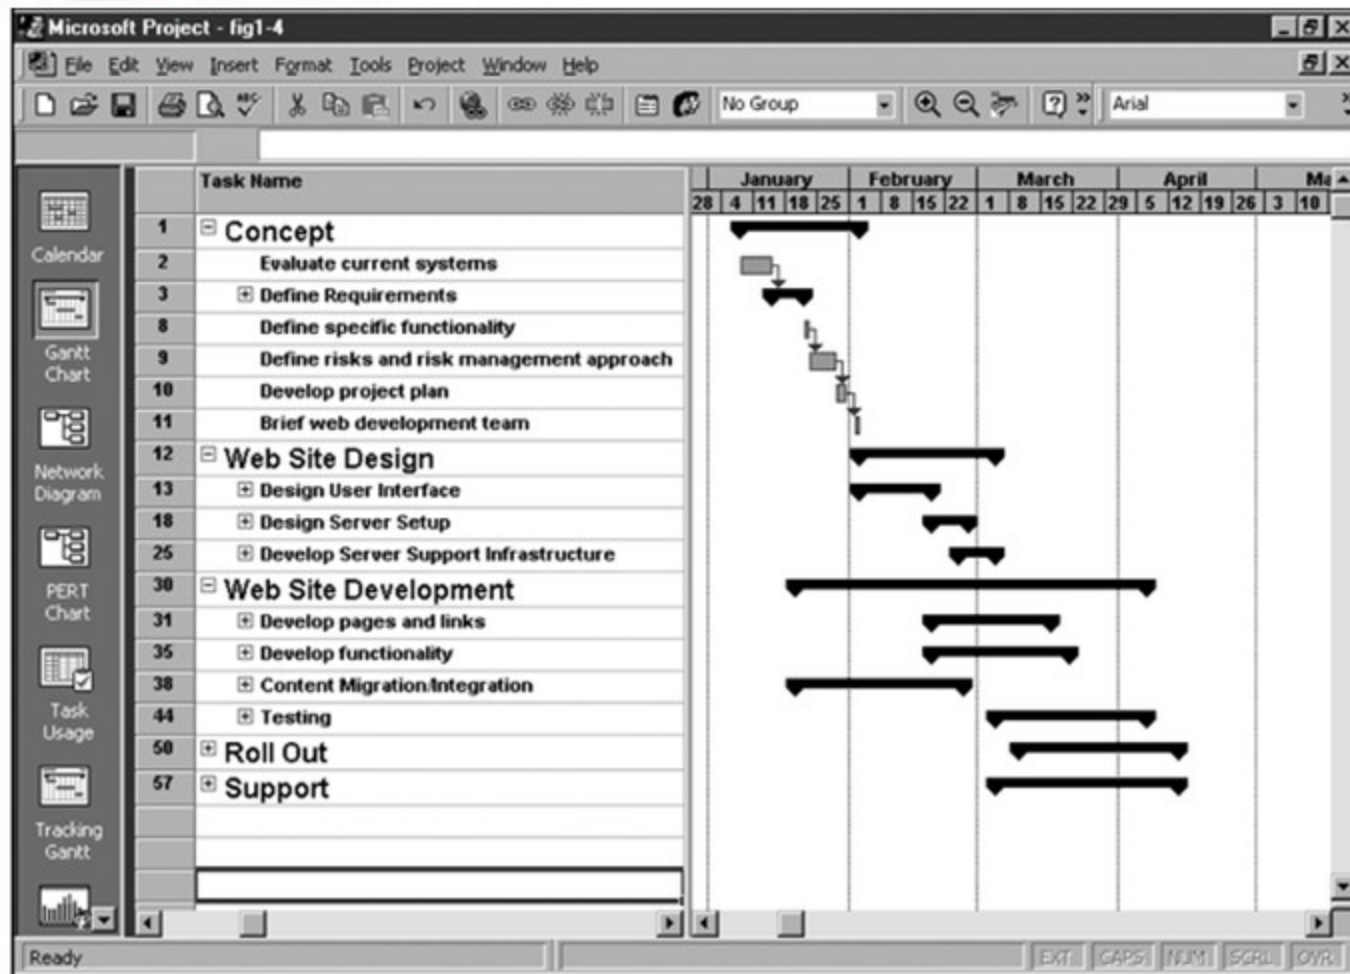 Microsoft Project - fig1-4
File Edit View Insert Format Tools Project Window Help
ABC No Group ? » Arial »
Task Name
January February March April
28 4 11 18 25 1 8 15 22 1 8 15 22 29 5 12 19 26 3 10
1 Concept
2 Evaluate current systems
3 Define Requirements
8 Define specific functionality
9 Define risks and risk management approach
10 Develop project plan
11 Brief web development team
12 Web Site Design
13 Design User Interface
18 Design Server Setup
25 Develop Server Support Infrastructure
30 Web Site Development
31 Develop pages and links
35 Develop functionality
38 Content Migration/Integration
44 Testing
50 Roll Out
57 Support
Calendar
Gantt
Chart
Network
Diagram
PERT
Chart
Task
Usage
Tracking
Gantt
Ready EXT CAPS NUM SCRL OVR